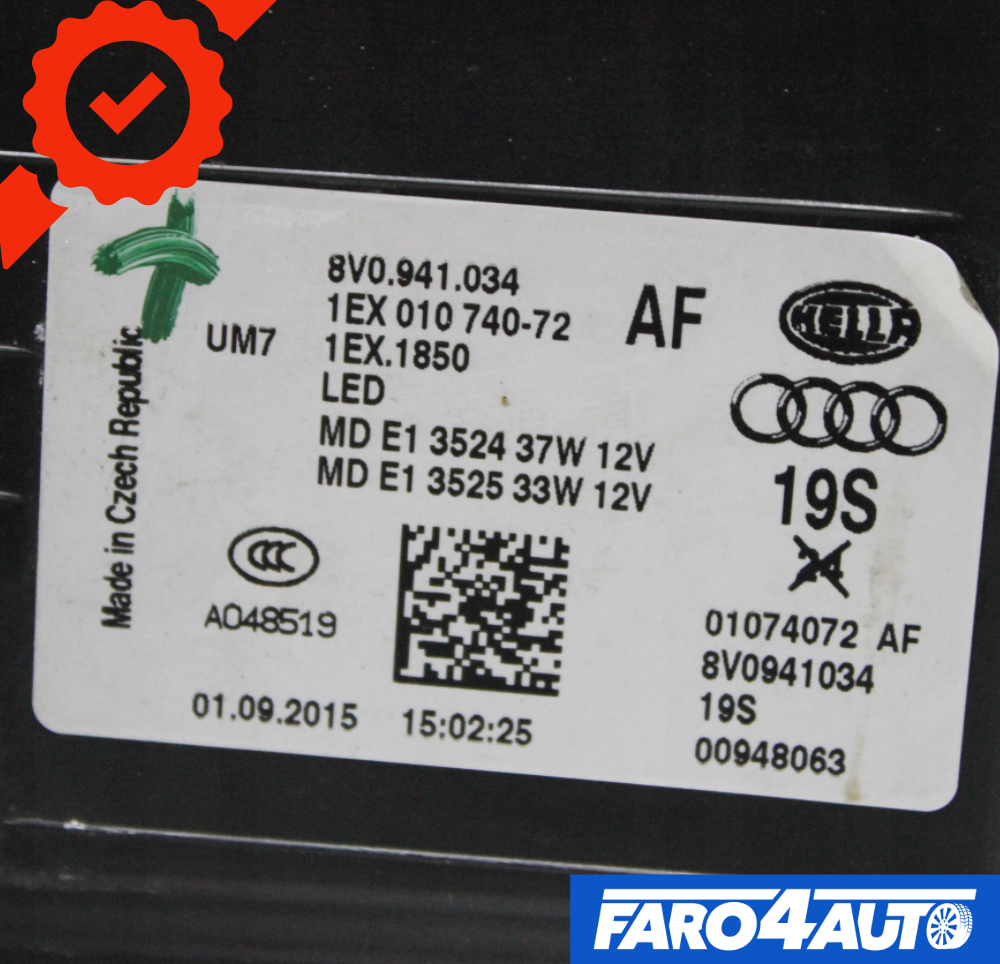 8V0.941.034
1EX 010 740-72
1EX.1850
LED
MD E1 3524 37W 12V
MD E1 3525 33W 12V
UM7
AF
HELLA
19S
24
Made in Czech Republic
CCC
A048519
01.09.2015 15:02:25
01074072 AF
8V0941034
19S
00948063
FARO4AUTO